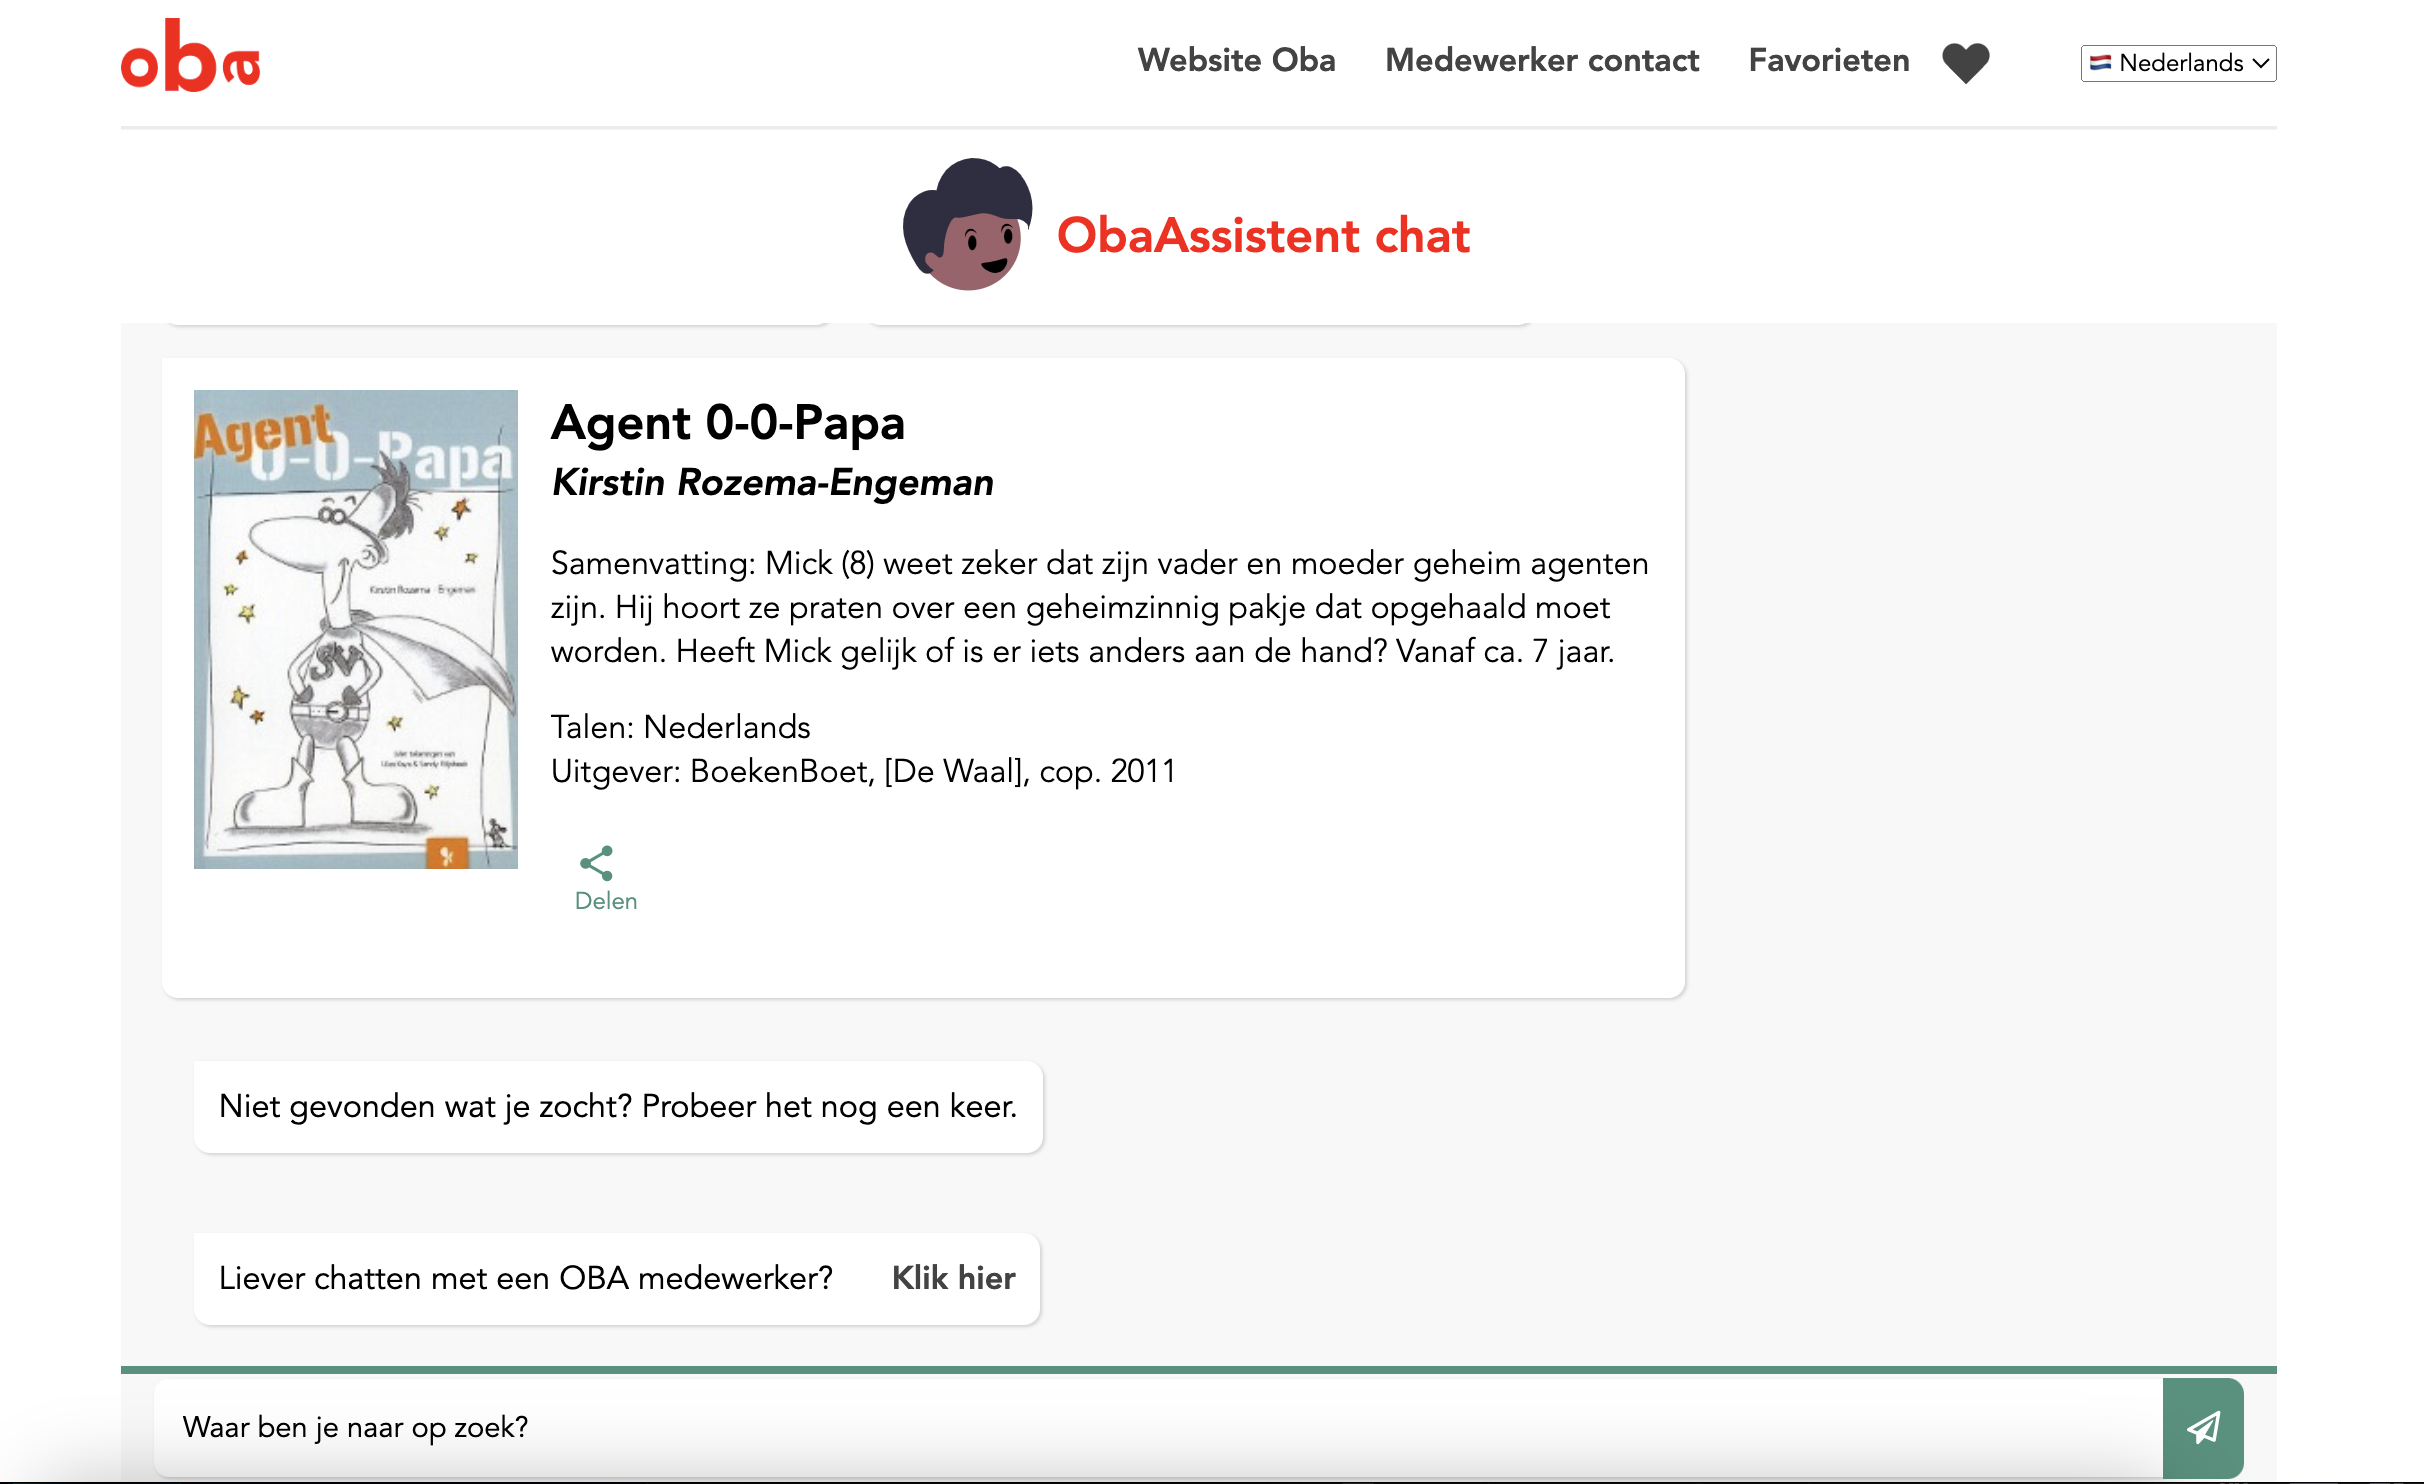 oba
Website Oba
Medewerker contact
Favorieten
Nederlands
ObaAssistent chat
Agent
0-0-Papa
Kirstin Rozema - Engeman
SV
Agent 0-0-Papa
Kirstin Rozema-Engeman
Samenvatting: Mick (8) weet zeker dat zijn vader en moeder geheim agenten
zijn. Hij hoort ze praten over een geheimzinnig pakje dat opgehaald moet
worden. Heeft Mick gelijk of is er iets anders aan de hand? Vanaf ca. 7 jaar.
Talen: Nederlands
Uitgever: BoekenBoet, [De Waal], cop. 2011
Delen
Niet gevonden wat je zocht? Probeer het nog een keer.
Liever chatten met een OBA medewerker? Klik hier
Waar ben je naar op zoek?